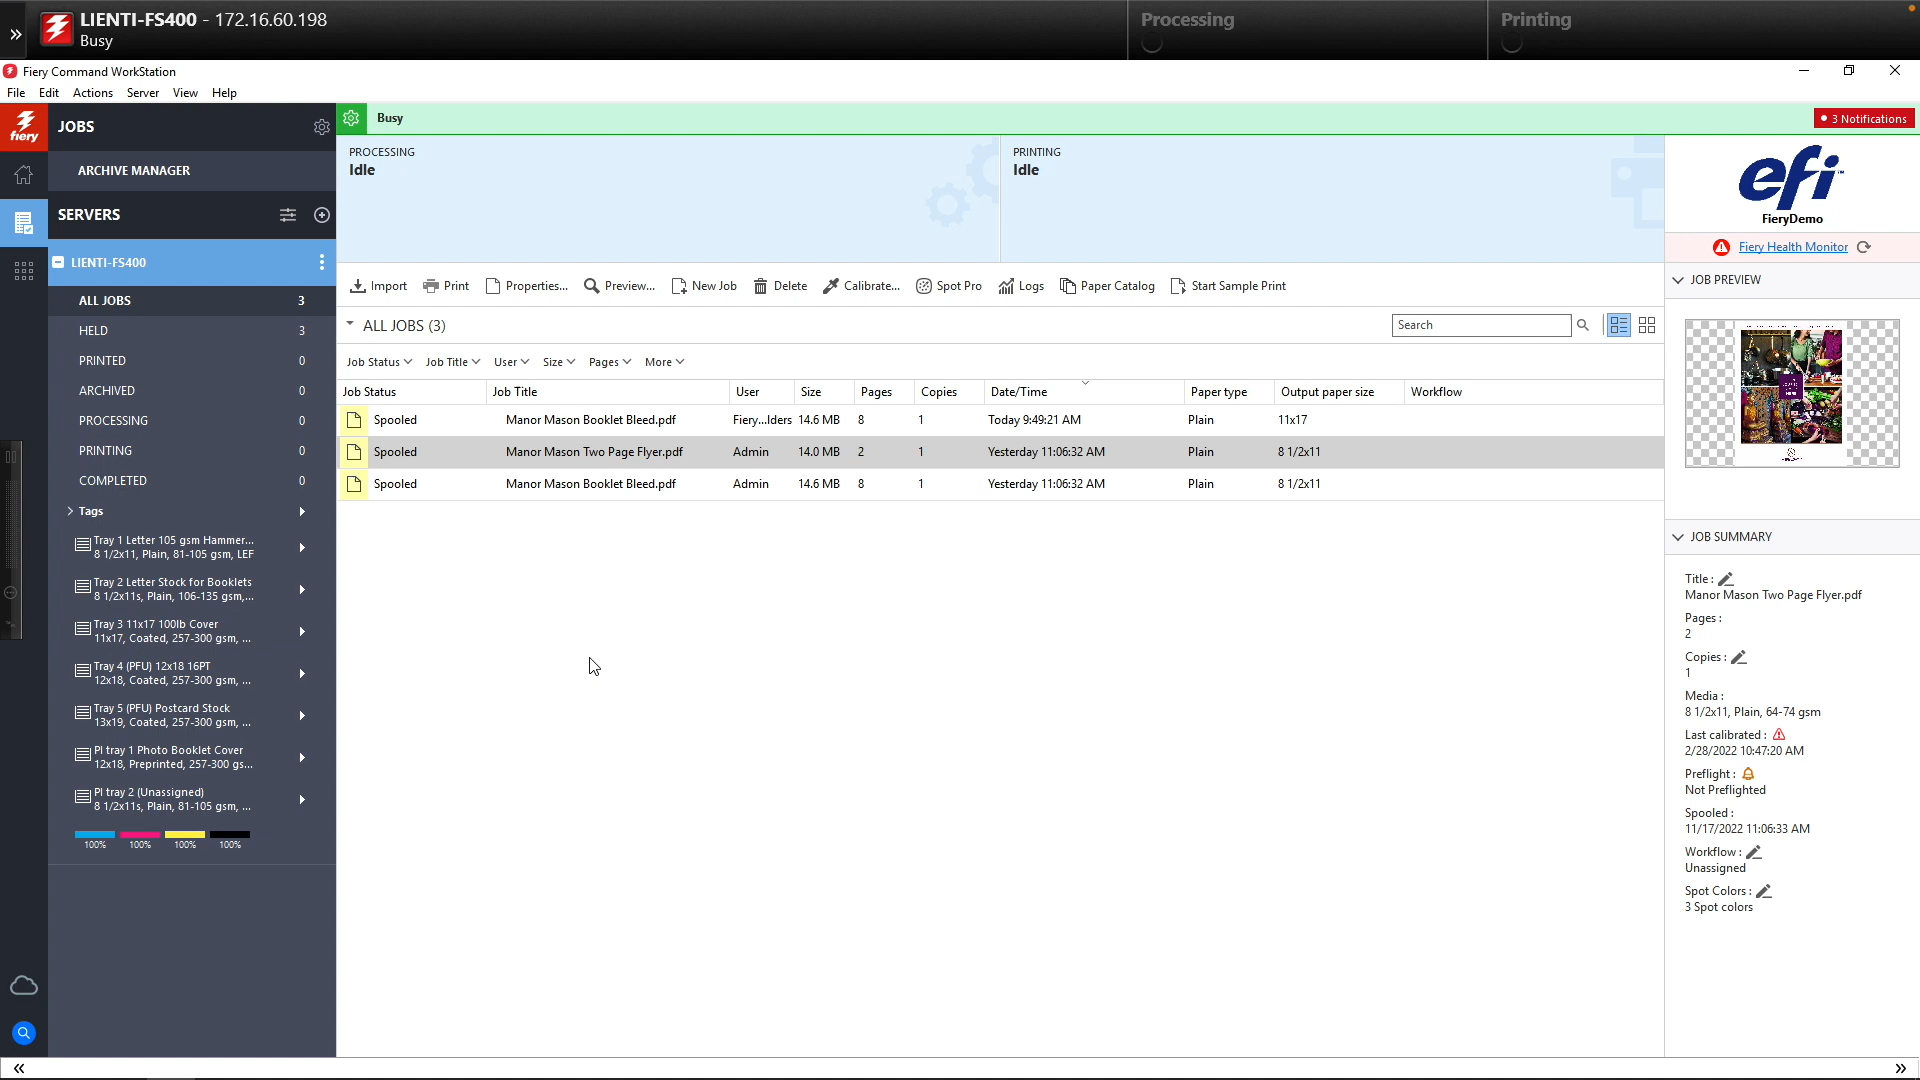 LIENTI-FS400 - 172.16.60.198
Busy
Processing
Printing
Fiery Command WorkStation
File Edit Actions Server View Help
fiery
JOBS
Busy
3 Notifications
ARCHIVE MANAGER
PROCESSING
Idle
PRINTING
Idle
efi
FieryDemo
SERVERS
Fiery Health Monitor
LIENTI-FS400
Import Print Properties... Preview... New Job Delete Calibrate... Spot Pro Logs Paper Catalog Start Sample Print
JOB PREVIEW
ALL JOBS 3
HELD 3
PRINTED 0
ARCHIVED 0
PROCESSING 0
PRINTING 0
COMPLETED 0
Tags
Tray 1 Letter 105 gsm Hammer...
8 1/2x11, Plain, 81-105 gsm, LEF
Tray 2 Letter Stock for Booklets
8 1/2x11s, Plain, 106-135 gsm,...
Tray 3 11x17 100lb Cover
11x17, Coated, 257-300 gsm, ...
Tray 4 (PFU) 12x18 16PT
12x18, Coated, 257-300 gsm, ...
Tray 5 (PFU) Postcard Stock
13x19, Coated, 257-300 gsm, ...
PI tray 1 Photo Booklet Cover
12x18, Preprinted, 257-300 gs...
PI tray 2 (Unassigned)
8 1/2x11s, Plain, 81-105 gsm, ...
100% 100% 100% 100%
ALL JOBS (3)
Search
Job Status Job Title User Size Pages More
Job Status Job Title User Size Pages Copies Date/Time Paper type Output paper size Workflow
Spooled Manor Mason Booklet Bleed.pdf Fiery...lders 14.6 MB 8 1 Today 9:49:21 AM Plain 11x17
Spooled Manor Mason Two Page Flyer.pdf Admin 14.0 MB 2 1 Yesterday 11:06:32 AM Plain 8 1/2x11
Spooled Manor Mason Booklet Bleed.pdf Admin 14.6 MB 8 1 Yesterday 11:06:32 AM Plain 8 1/2x11
JOB SUMMARY
Title :
Manor Mason Two Page Flyer.pdf
Pages :
2
Copies :
1
Media :
8 1/2x11, Plain, 64-74 gsm
Last calibrated :
2/28/2022 10:47:20 AM
Preflight :
Not Preflighted
Spooled :
11/17/2022 11:06:33 AM
Workflow :
Unassigned
Spot Colors :
3 Spot colors